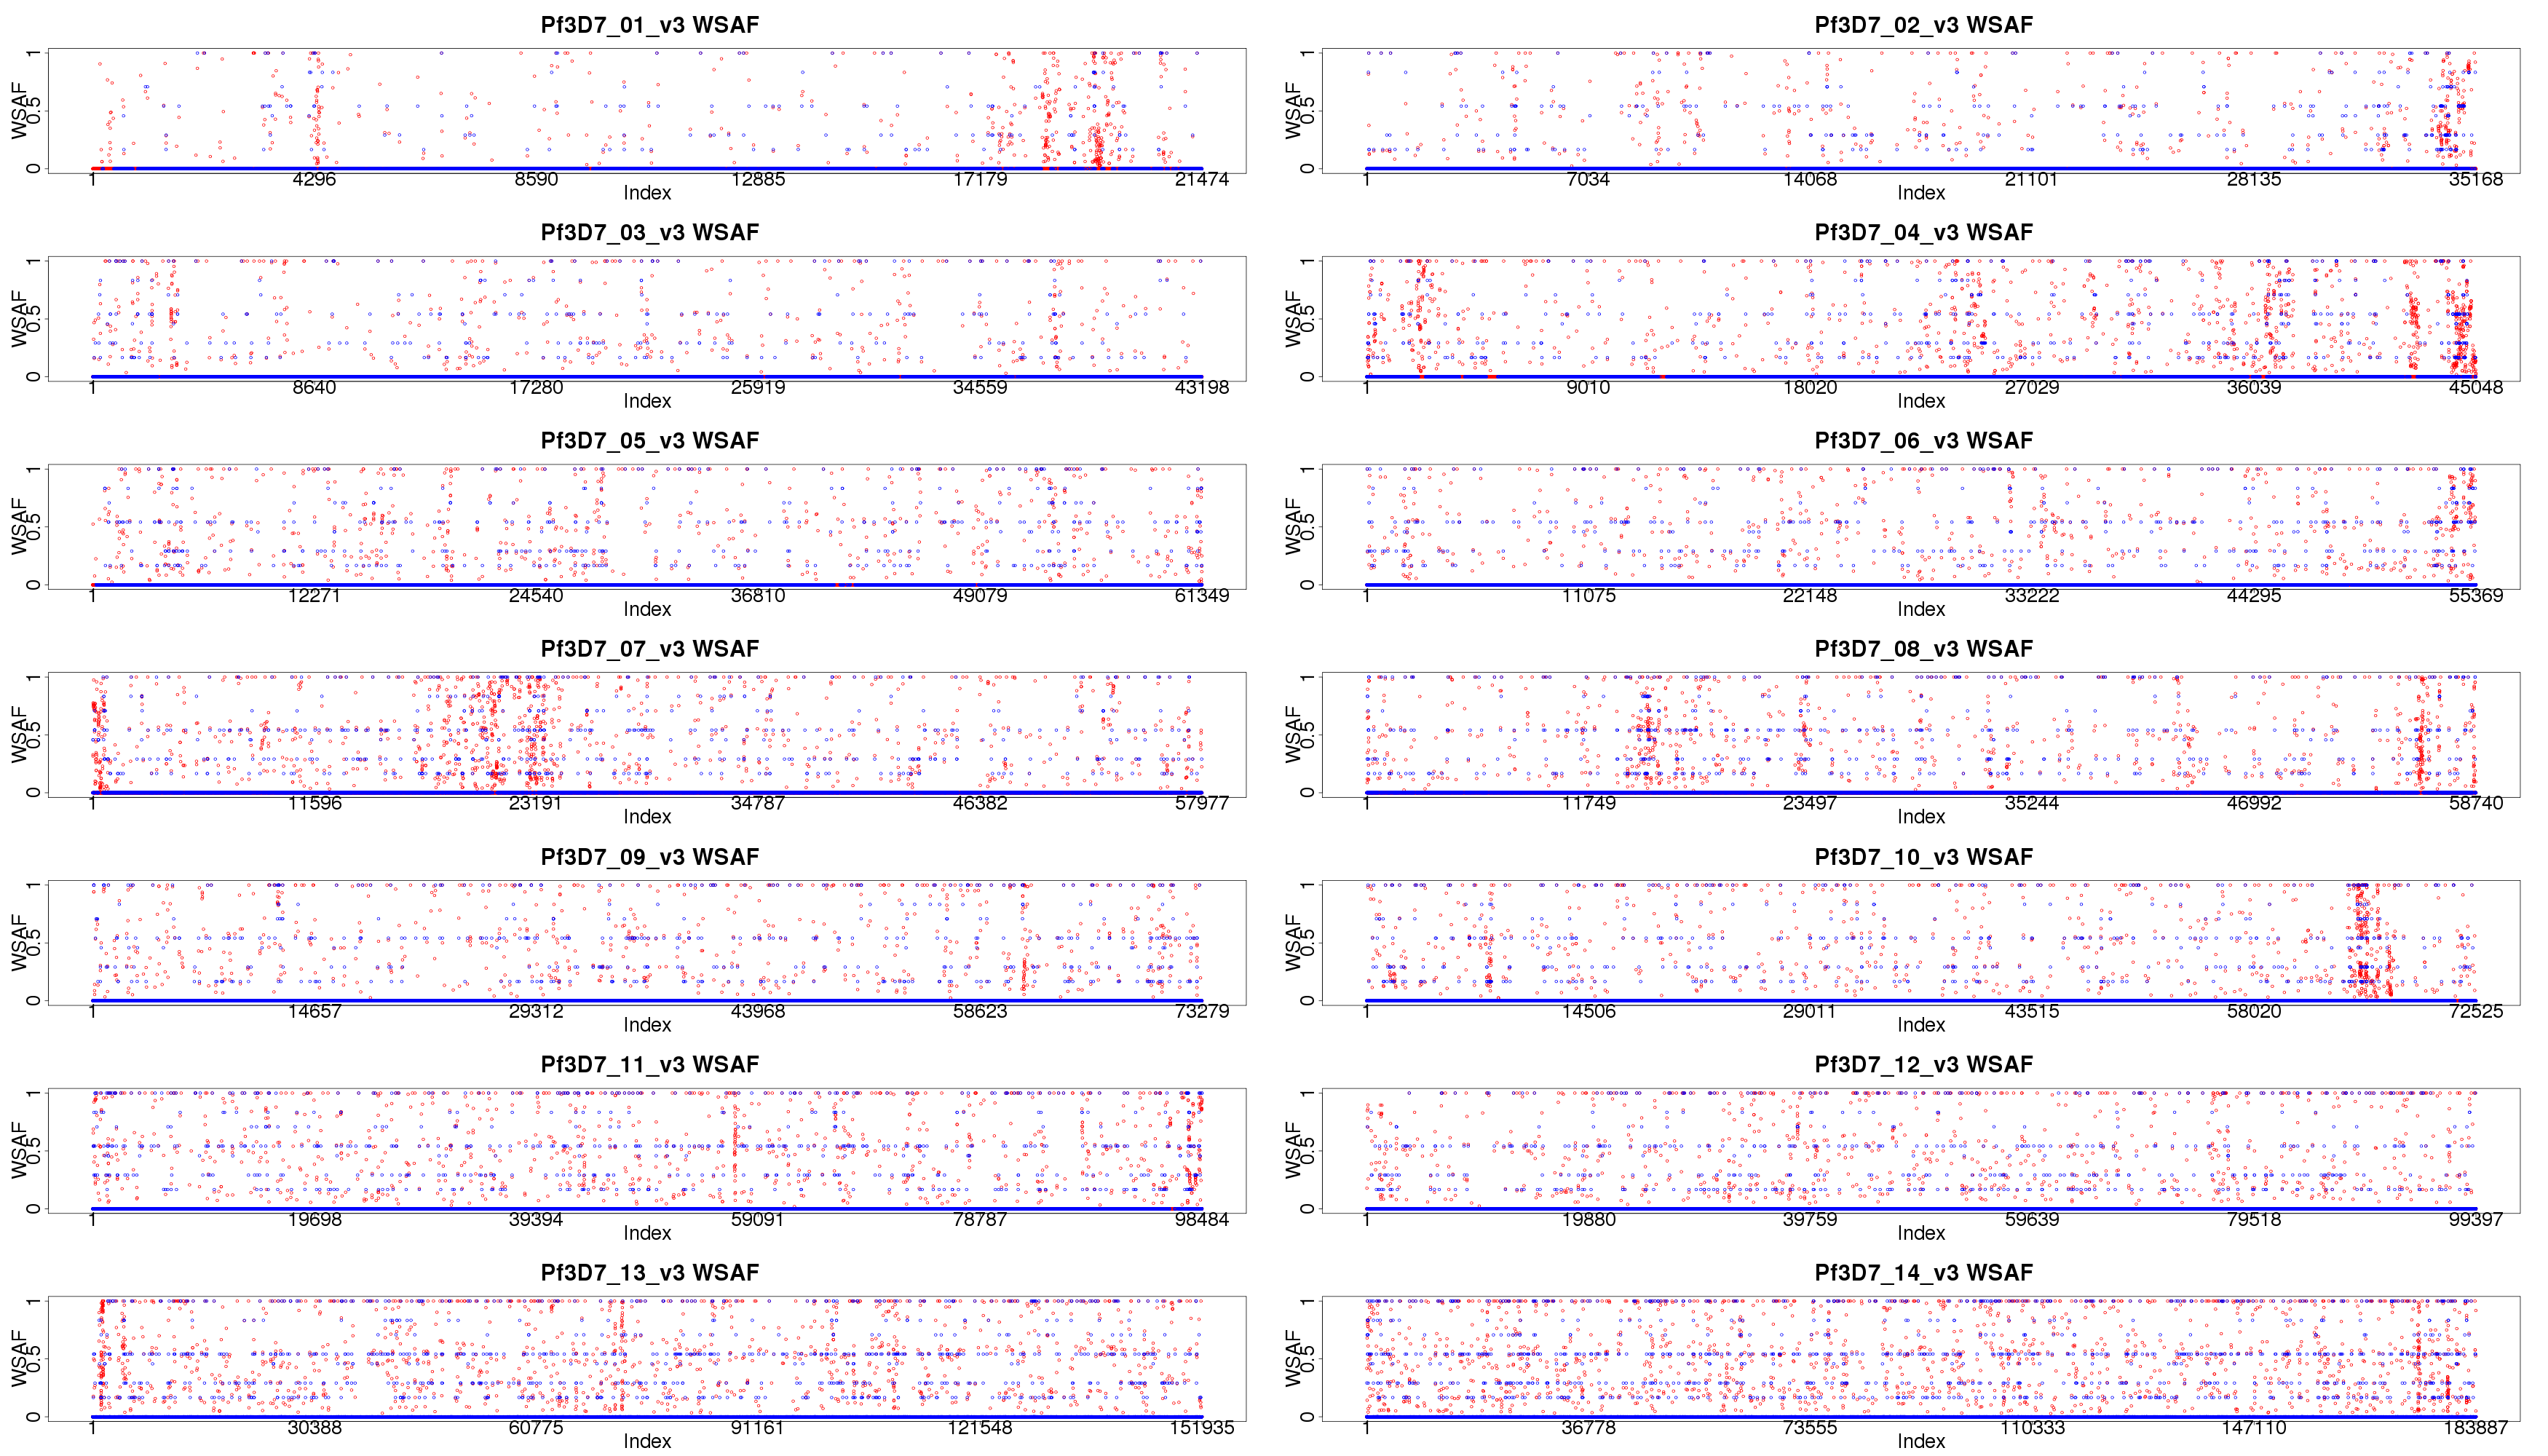 Pf3D7_01_v3 WSAF
WSAF
1
0.5
0
1 4296 8590 12885 17179 21474
Index
Pf3D7_02_v3 WSAF
WSAF
1
0.5
0
1 7034 14068 21101 28135 35168
Index
Pf3D7_03_v3 WSAF
WSAF
1
0.5
0
1 8640 17280 25919 34559 43198
Index
Pf3D7_04_v3 WSAF
WSAF
1
0.5
0
1 9010 18020 27029 36039 45048
Index
Pf3D7_05_v3 WSAF
WSAF
1
0.5
0
1 12271 24540 36810 49079 61349
Index
Pf3D7_06_v3 WSAF
WSAF
1
0.5
0
1 11075 22148 33222 44295 55369
Index
Pf3D7_07_v3 WSAF
WSAF
1
0.5
0
1 11596 23191 34787 46382 57977
Index
Pf3D7_08_v3 WSAF
WSAF
1
0.5
0
1 11749 23497 35244 46992 58740
Index
Pf3D7_09_v3 WSAF
WSAF
1
0.5
0
1 14657 29312 43968 58623 73279
Index
Pf3D7_10_v3 WSAF
WSAF
1
0.5
0
1 14506 29011 43515 58020 72525
Index
Pf3D7_11_v3 WSAF
WSAF
1
0.5
0
1 19698 39394 59091 78787 98484
Index
Pf3D7_12_v3 WSAF
WSAF
1
0.5
0
1 19880 39759 59639 79518 99397
Index
Pf3D7_13_v3 WSAF
WSAF
1
0.5
0
1 30388 60775 91161 121548 151935
Index
Pf3D7_14_v3 WSAF
WSAF
1
0.5
0
1 36778 73555 110333 147110 183887
Index